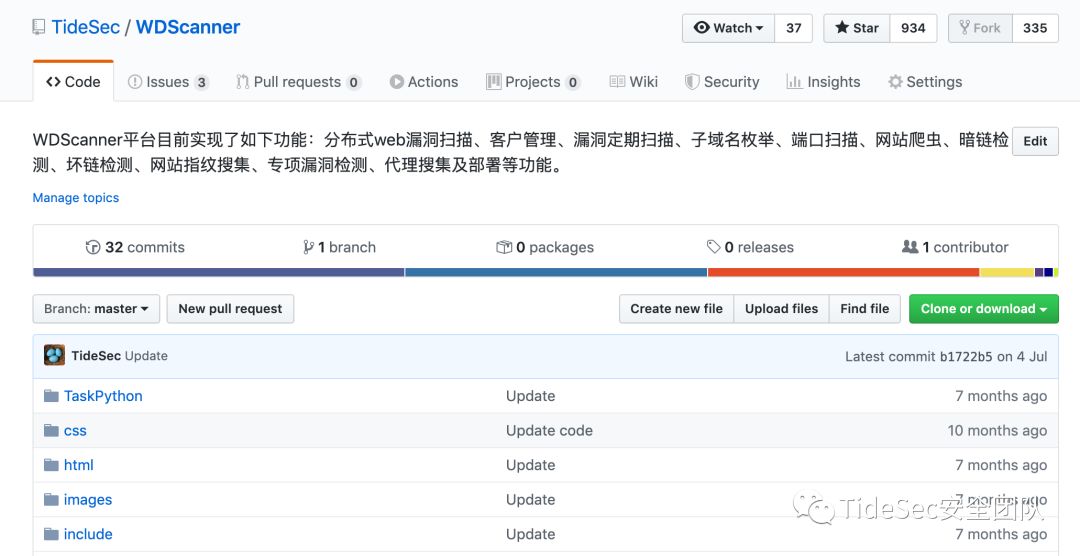 TideSec / WDScanner
Watch 37 Star 934 Fork 335
Code Issues 3 Pull requests 0 Actions Projects 0 Wiki Security Insights Settings
WDScanner平台目前实现了如下功能：分布式web漏洞扫描、客户管理、漏洞定期扫描、子域名枚举、端口扫描、网站爬虫、暗链检
测、坏链检测、网站指纹搜集、专项漏洞检测、代理搜集及部署等功能。
Edit
Manage topics
32 commits 1 branch 0 packages 0 releases 1 contributor
Branch: master New pull request Create new file Upload files Find file Clone or download
TideSec Update Latest commit b1722b5 on 4 Jul
TaskPython Update 7 months ago
css Update code 10 months ago
html Update 7 months ago
images Update 7 months ago
TideSec安全团队
include Update 7 months ago